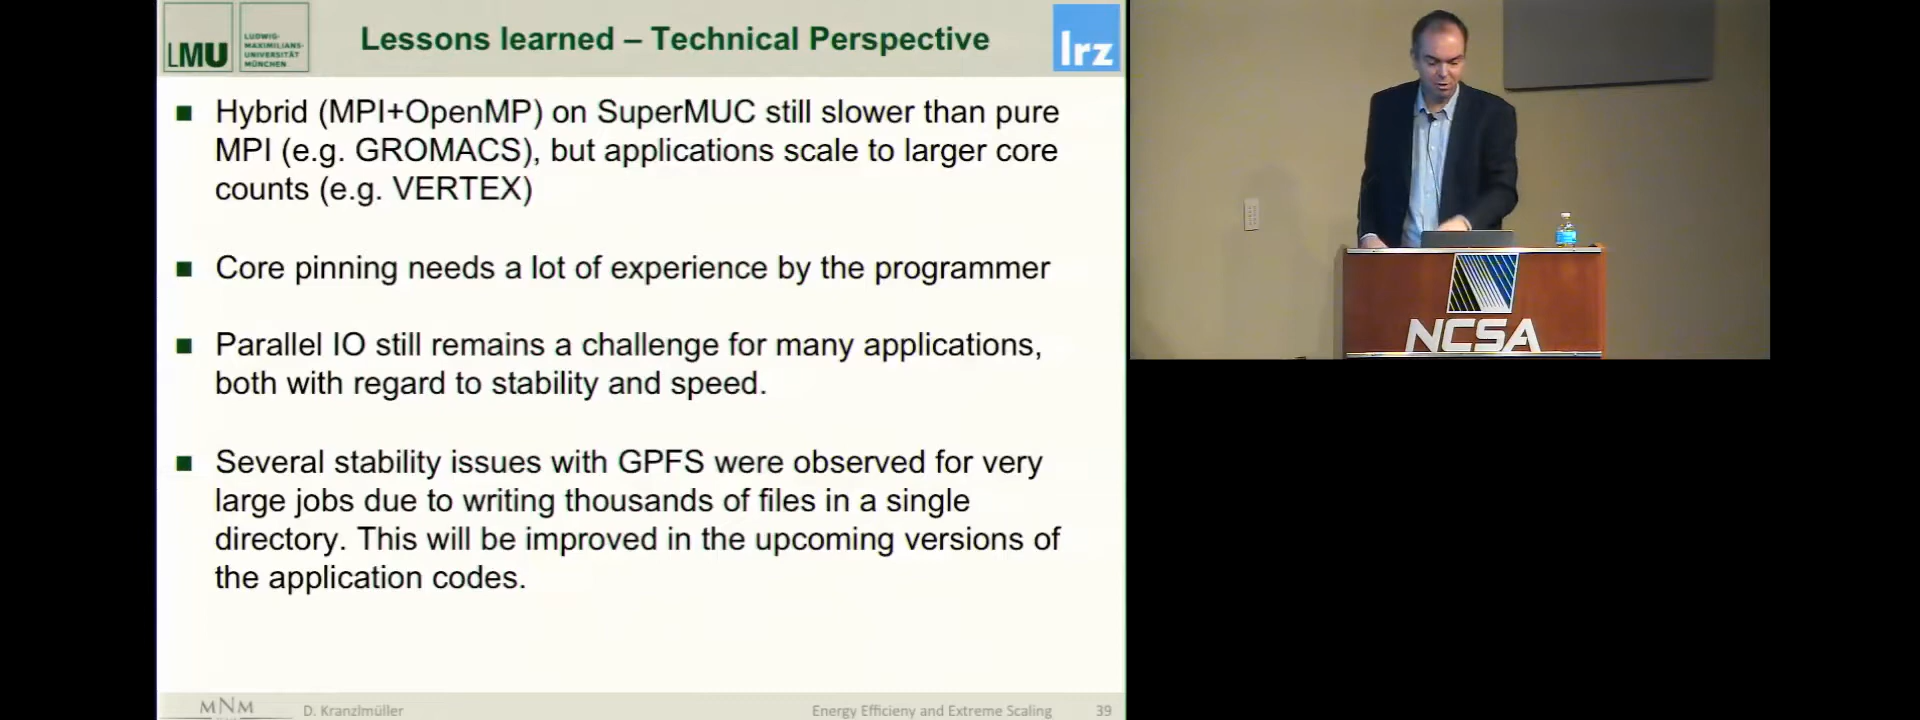 LMU
LUDWIG-
MAXIMILIANS-
UNIVERSITÄT
MÜNCHEN
Lessons learned – Technical Perspective
lrz
Hybrid (MPI+OpenMP) on SuperMUC still slower than pure
MPI (e.g. GROMACS), but applications scale to larger core
counts (e.g. VERTEX)
Core pinning needs a lot of experience by the programmer
Parallel IO still remains a challenge for many applications,
both with regard to stability and speed.
Several stability issues with GPFS were observed for very
large jobs due to writing thousands of files in a single
directory. This will be improved in the upcoming versions of
the application codes.
MNM
D. Kranzlmüller
Energy Efficieny and Extreme Scaling
39
NCSA